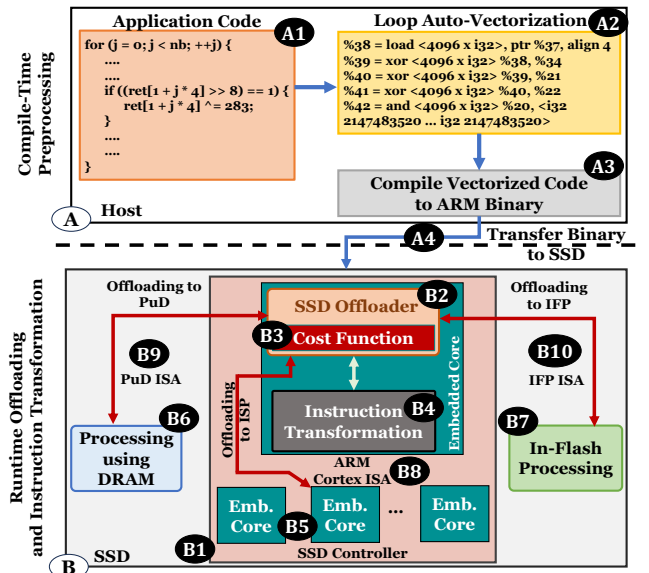 Compile-Time
Preprocessing
Application Code
A1
for (j = 0; j < nb; ++j) {
....
....
if ((ret[1 + j * 4] >> 8) == 1) {
ret[1 + j * 4] ^= 283;
}
....
....
}
Loop Auto-Vectorization
A2
%38 = load <4096 x i32>, ptr %37, align 4
%39 = xor <4096 x i32> %38, %34
%40 = xor <4096 x i32> %39, %21
%41 = xor <4096 x i32> %40, %22
%42 = and <4096 x i32> %20, <i32
2147483520 ... i32 2147483520>
A3
Compile Vectorized Code
to ARM Binary
A
Host
A4
Transfer Binary
to SSD
Runtime Offloading
and Instruction Transformation
Offloading to
PuD
B2
SSD Offloader
B3
Cost Function
Offloading
to IFP
B9
PuD ISA
B10
IFP ISA
Offloading
to ISP
Embedded Core
B4
Instruction
Transformation
B6
Processing
using
DRAM
B7
In-Flash
Processing
ARM
Cortex ISA
B8
Emb.
Core
B5
Emb.
Core
...
Emb.
Core
B1
SSD Controller
B
SSD